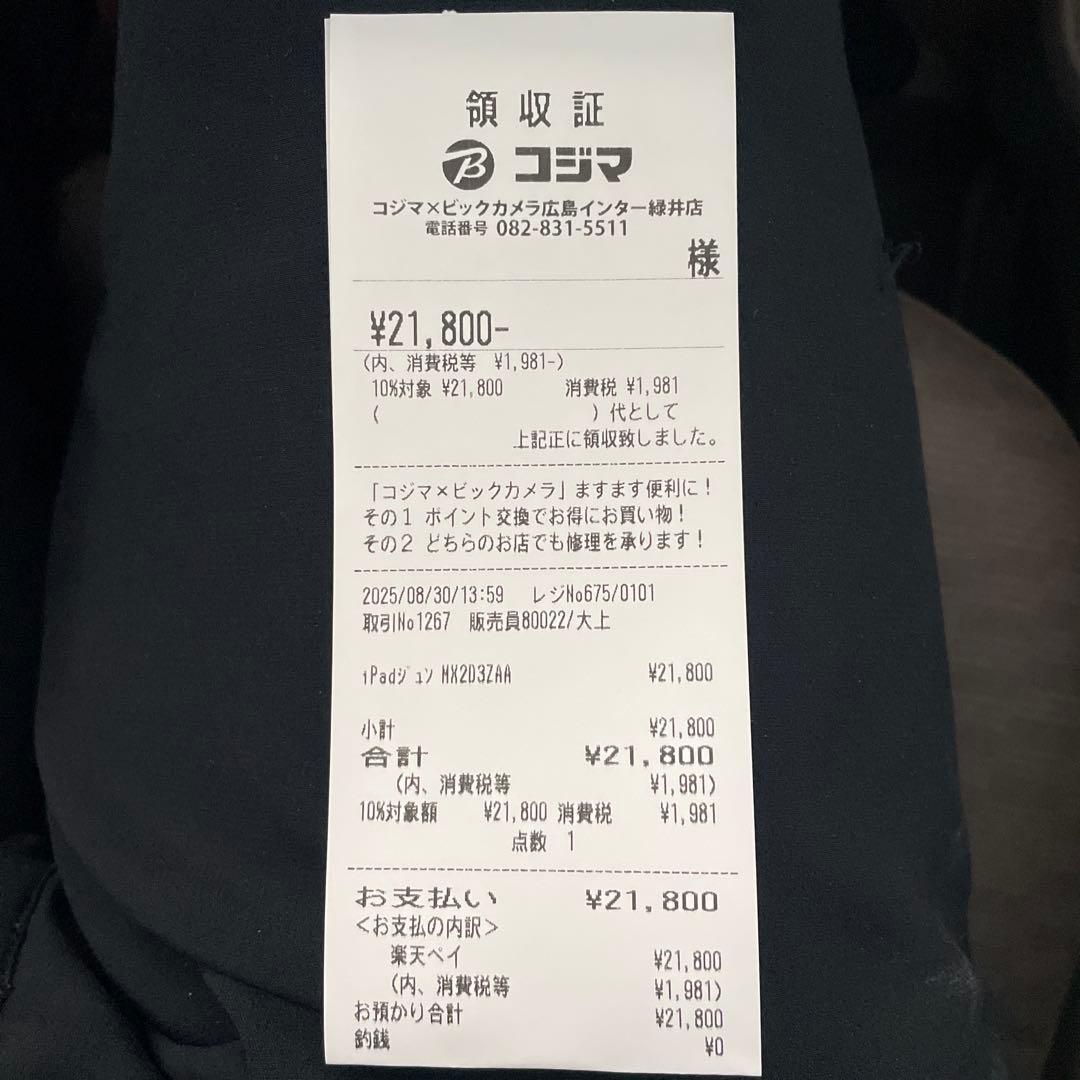 領収証
B コジマ
コジマ×ビックカメラ広島インター緑井店
電話番号 082-831-5511
様
¥21,800-
(内、消費税等 ¥1,981-)
10%対象 ¥21,800 消費税 ¥1,981
( ) 代として
上記正に領収致しました。
「コジマ×ビックカメラ」ますます便利に!
その1 ポイント交換でお得にお買い物!
その2 どちらのお店でも修理を承ります!
2025/08/30/13:59 レジNo675/0101
取引No1267 販売員80022/大上
iPadジュン MX2D3ZAA ¥21,800
小計 ¥21,800
合計 ¥21,800
(内、消費税等 ¥1,981)
10%対象額 ¥21,800 消費税 ¥1,981
点数 1
お支払い ¥21,800
<お支払の内訳>
楽天ペイ ¥21,800
(内、消費税等 ¥1,981)
お預かり合計 ¥21,800
釣銭 ¥0